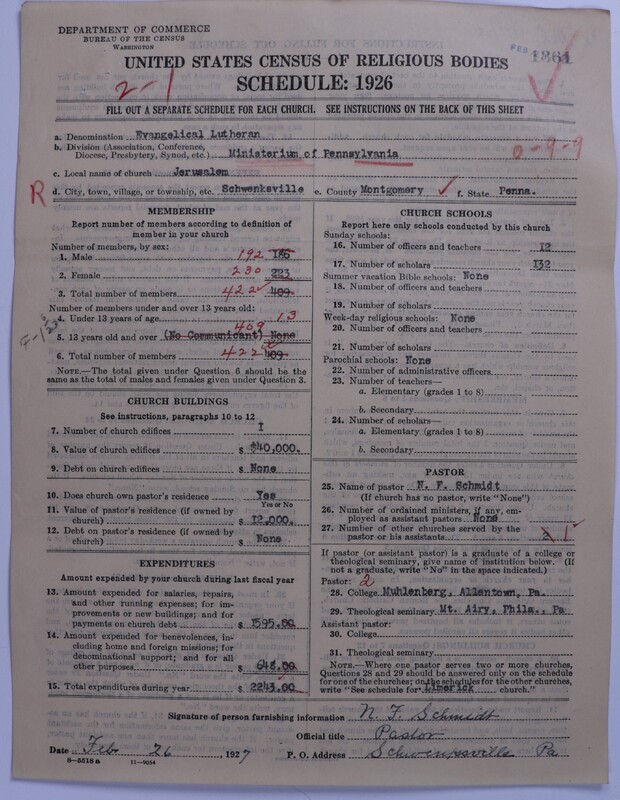 DEPARTMENT OF COMMERCE
BUREAU OF THE CENSUS
WASHINGTON
1364
UNITED STATES CENSUS OF RELIGIOUS BODIES
2-1
SCHEDULE: 1926
FILL OUT A SEPARATE SCHEDULE FOR EACH CHURCH. SEE INSTRUCTIONS ON THE BACK OF THIS SHEET
a. Denomination Evangelical Lutheran
b. Division (Association, Conference, Diocese, Presbytery, Synod, etc.) Ministerium of Pennsylvania 0-9-9
c. Local name of church Jerusalem
R d. City, town, village, or township, etc. Schwenksville e. County Montgomery f. State Penna.
MEMBERSHIP
Report number of members according to definition of
member in your church
Number of members, by sex:
1. Male 192 186
2. Female 230 223
3. Total number of members 422 409
Number of members under and over 13 years old:
4. Under 13 years of age 13
5. 13 years old and over 409 (No Communicant) None
6. Total number of members 422 409
NOTE.—The total given under Question 6 should be
same as the total of males and females given under Question 3.
CHURCH BUILDINGS
See instructions, paragraphs 10 to 12
7. Number of church edifices I
8. Value of church edifices $ $40,000.
9. Debt on church edifices $ None
10. Does church own pastor's residence Yes
Yes or No
11. Value of pastor's residence (if owned by
church) $ I2,000.
12. Debt on pastor's residence (if owned by
church) $ None
EXPENDITURES
Amount expended by your church during last fiscal year
13. Amount expended for salaries, repairs,
and other running expenses; for im-
provements or new buildings; and for
payments on church debt $ I595.00
14. Amount expended for benevolences, in-
cluding home and foreign missions; for
denominational support; and for all
other purposes $ 648.00
15. Total expenditures during year $ 2243.00
CHURCH SCHOOLS
Report here only schools conducted by this church
Sunday schools:
16. Number of officers and teachers I2
17. Number of scholars I32
Summer vacation Bible schools: None
18. Number of officers and teachers
19. Number of scholars
Week-day religious schools: None
20. Number of officers and teachers
21. Number of scholars
Parochial schools: None
22. Number of administrative officers
23. Number of teachers—
a. Elementary (grades 1 to 8)
b. Secondary
24. Number of scholars—
a. Elementary (grades 1 to 8)
b. Secondary
PASTOR
25. Name of pastor N. F. Schmidt
(If church has no pastor, write "None")
26. Number of ordained ministers, if any, em-
ployed as assistant pastors None
27. Number of other churches served by the
pastor or his assistants 2 1
If pastor (or assistant pastor) is a graduate of a college or
theological seminary, give name of institution below. (If
not a graduate, write "No" in the space indicated.)
Pastor: 2
28. College Muhlenberg, Allentown, Pa.
29. Theological seminary Mt. Airy, Phila., Pa
Assistant pastor:
30. College
31. Theological seminary
NOTE.—Where one pastor serves two or more churches,
Questions 28 and 29 should be answered only on the schedule
for one of the churches; on the schedules for the other churches,
write "See schedule for Limerick church."
Signature of person furnishing information N. F. Schmidt
Official title Pastor
Date Feb 26, 1927 P. O. Address Schwenksville Pa
8—5518 a 11—9034